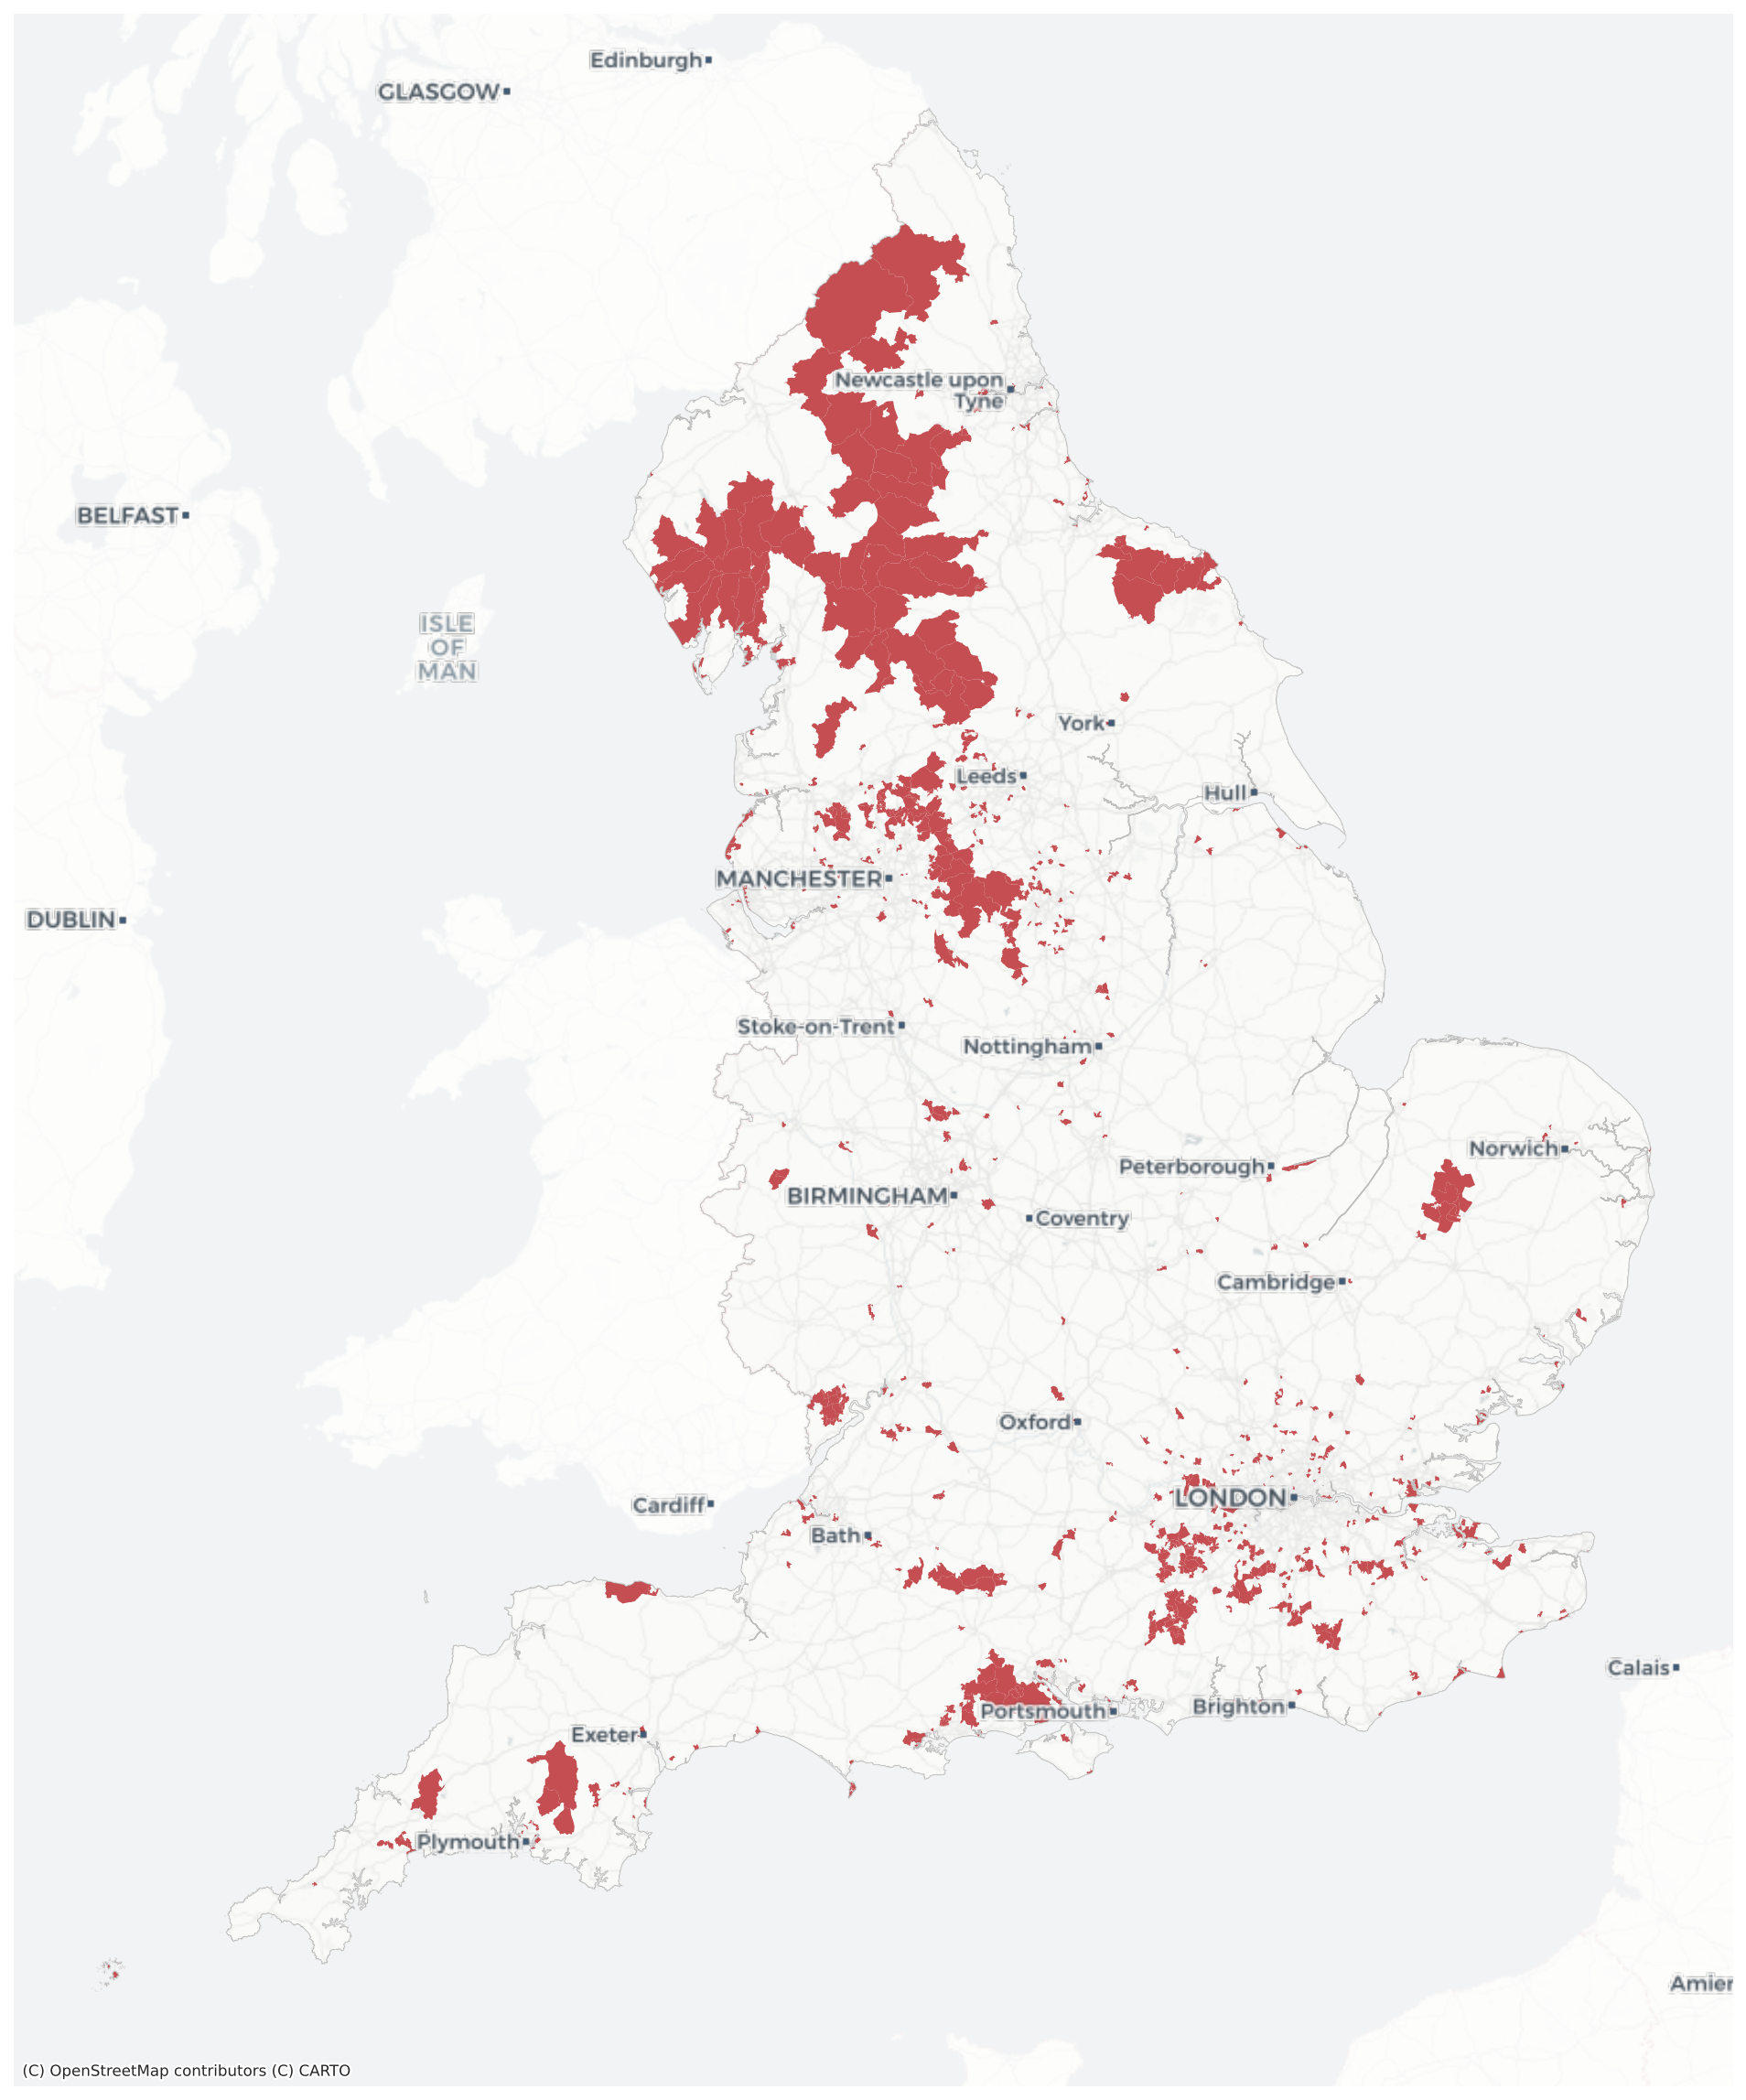 Edinburgh
GLASGOW
Newcastle upon
Tyne
BELFAST
ISLE
OF
MAN
York
Leeds
Hull
MANCHESTER
DUBLIN
Stoke-on-Trent
Nottingham
Norwich
Peterborough
BIRMINGHAM
Coventry
Cambridge
Oxford
LONDON
Cardiff
Bath
Calais
Brighton
Portsmouth
Exeter
Plymouth
Amier
(C) OpenStreetMap contributors (C) CARTO